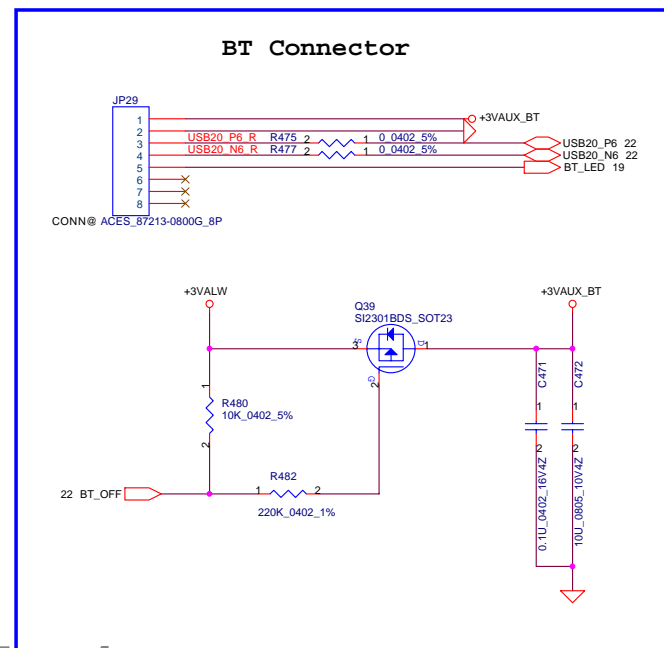 BT Connector
JP29
1
2
3
4
5
6
7
8
+3VAUX_BT
USB20_P6_R R475 2 1 0_0402_5% USB20_P6 22
USB20_N6_R R477 2 1 0_0402_5% USB20_N6 22
BT_LED 19
CONN@ ACES_87213-0800G_8P
+3VALW
+3VAUX_BT
Q39
SI2301BDS_SOT23
S
3
D
1
G
2
1
R480
10K_0402_5%
2
C471
1
2
0.1U_0402_16V4Z
C472
1
2
10U_0805_10V4Z
22 BT_OFF
R482
1 2
220K_0402_1%